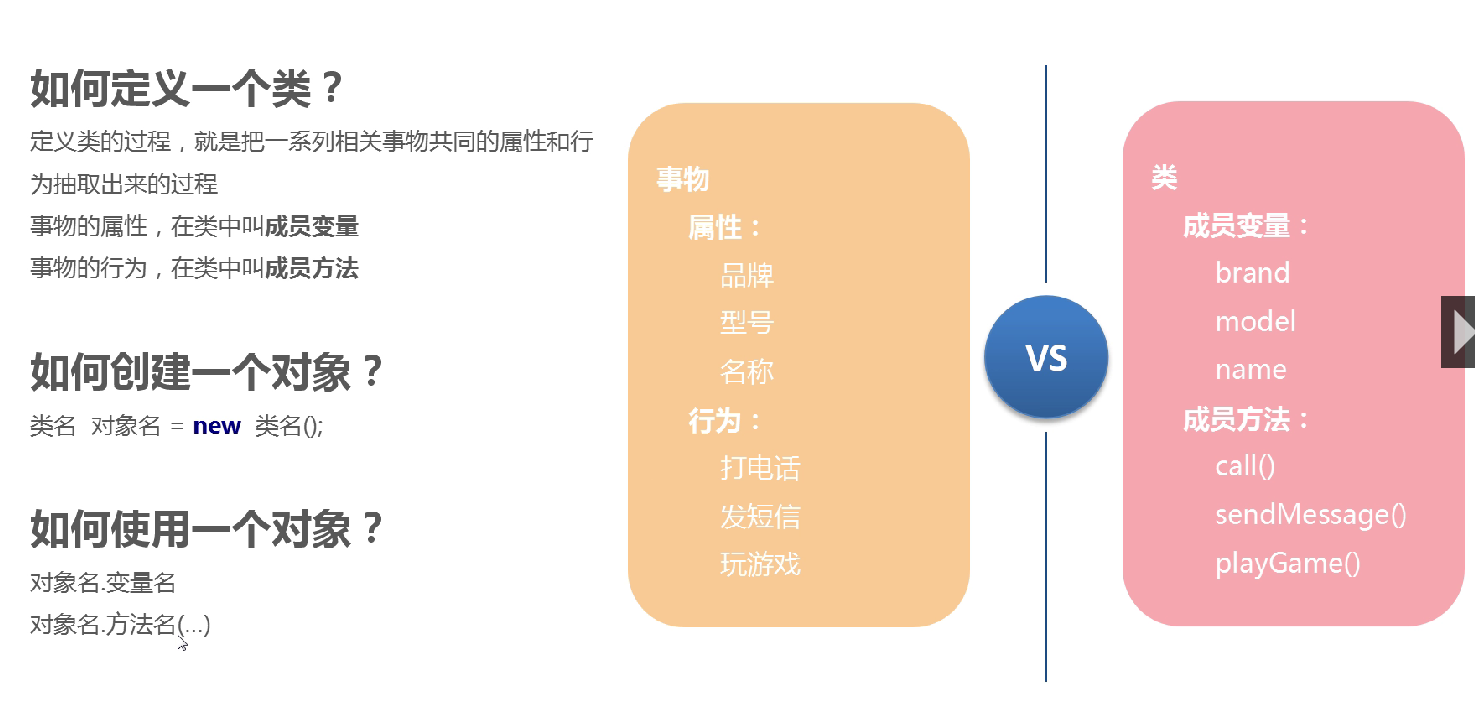 如何定义一个类？
定义类的过程，就是把一系列相关事物共同的属性和行
为抽取出来的过程
事物的属性，在类中叫成员变量
事物的行为，在类中叫成员方法
如何创建一个对象？
类名 对象名 = new 类名();
如何使用一个对象？
对象名.变量名
对象名.方法名(...)
事物
属性：
品牌
型号
名称
行为：
打电话
发短信
玩游戏
VS
类
成员变量：
brand
model
name
成员方法：
call()
sendMessage()
playGame()